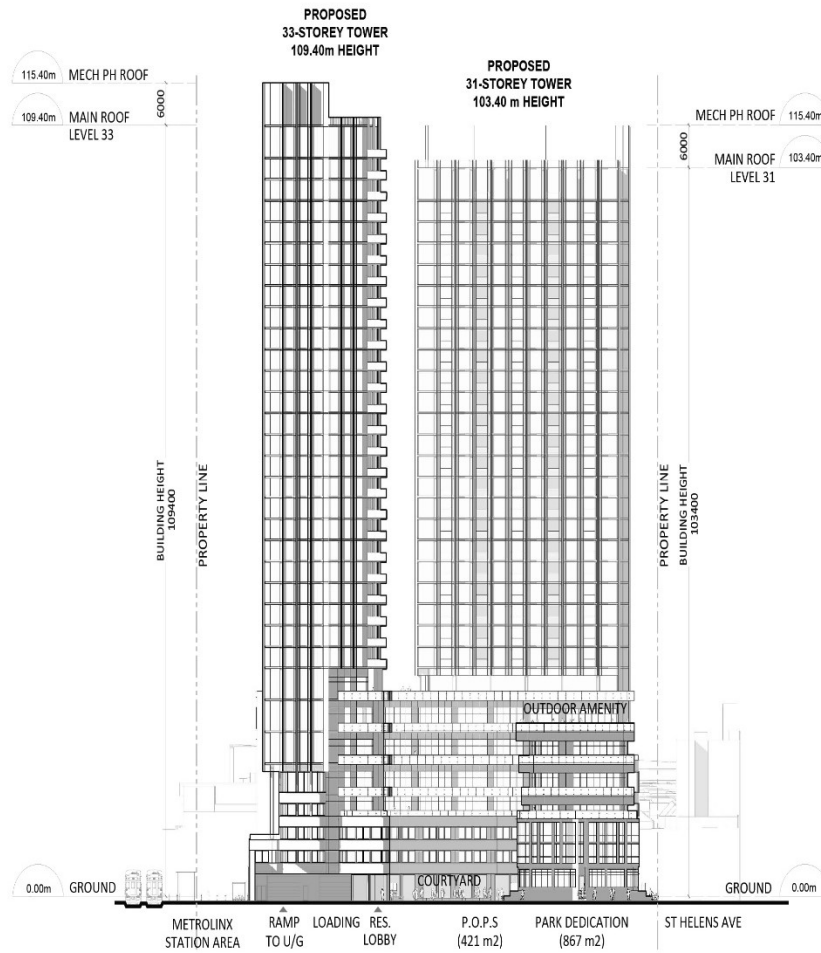 PROPOSED
33-STOREY TOWER
109.40m HEIGHT
PROPOSED
31-STOREY TOWER
103.40 m HEIGHT
115.40m MECH PH ROOF
6000
109.40m MAIN ROOF
LEVEL 33
MECH PH ROOF 115.40m
6000
MAIN ROOF 103.40m
LEVEL 31
BUILDING HEIGHT
109400
PROPERTY LINE
PROPERTY LINE
BUILDING HEIGHT
103400
OUTDOOR AMENITY
COURTYARD
0.00m GROUND
GROUND 0.00m
METROLINX
STATION AREA
RAMP
TO U/G
LOADING
RES.
LOBBY
P.O.P.S
(421 m2)
PARK DEDICATION
(867 m2)
ST HELENS AVE